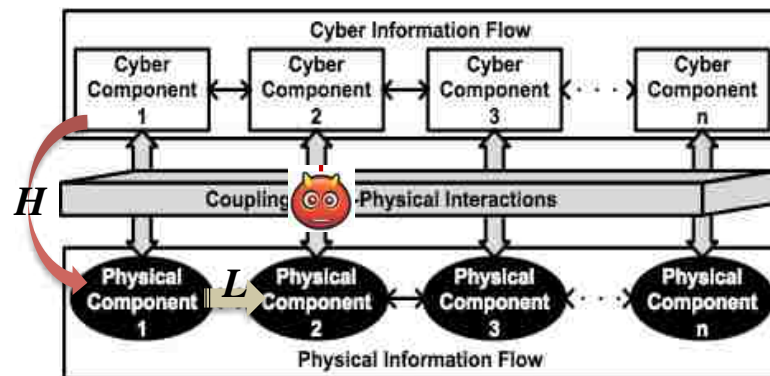 Cyber Information Flow
Cyber
Component
1
Cyber
Component
2
Cyber
Component
3
. . .
Cyber
Component
n
H
Coupling -Physical Interactions
Physical
Component
1
L
Physical
Component
2
Physical
Component
3
. . .
Physical
Component
n
Physical Information Flow